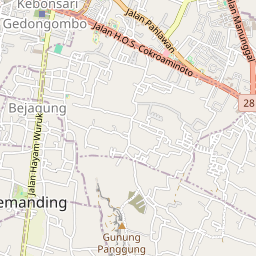 Kebonsari
Gedongombo
Jalan Pahlawan
Jalan Manunggal
Jalan H.O.S. Cokroaminoto
28
Bejagung
Jalan Hayam Wuruk
emanding
Gunung
Panggung